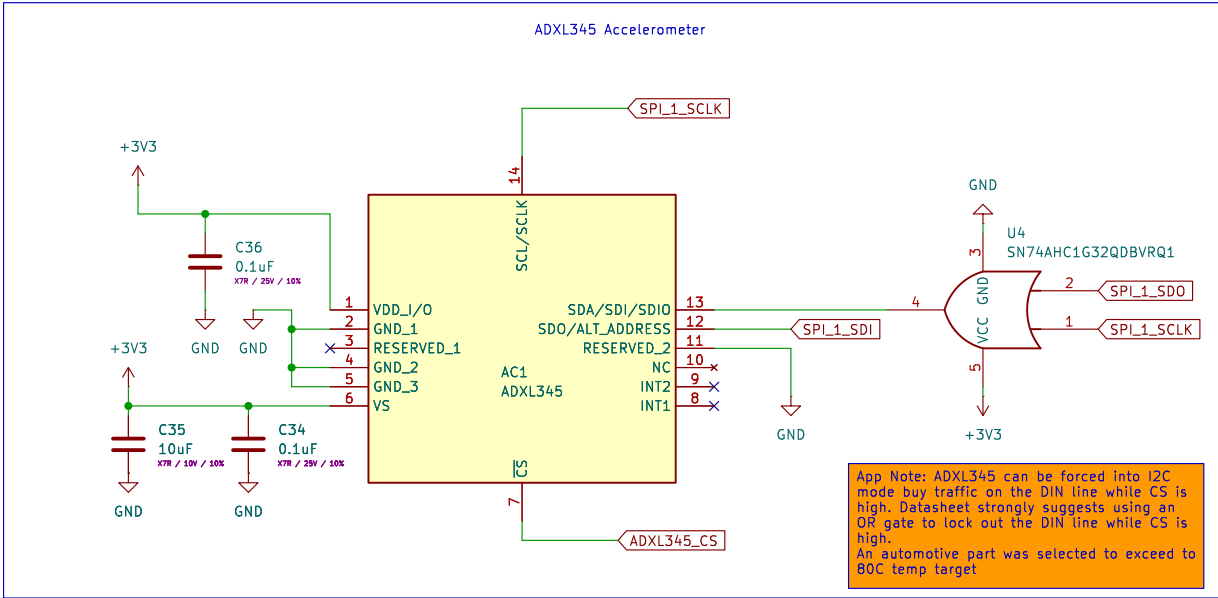 ADXL345 Accelerometer
SPI_1_SCLK
+3V3
14
SCL/SCLK
C36
0.1uF
X7R / 25V / 10%
GND
GND
+3V3
1 VDD_I/O
2 GND_1
3 RESERVED_1
4 GND_2
5 GND_3
6 VS
C35
10uF
X7R / 10V / 10%
GND
C34
0.1uF
X7R / 25V / 10%
GND
AC1
ADXL345
SDA/SDI/SDIO 13
SDO/ALT_ADDRESS 12
RESERVED_2 11
NC 10
INT2 9
INT1 8
SPI_1_SDI
GND
CS
7
ADXL345_CS
GND
3
U4
SN74AHC1G32QDBVRQ1
GND
VCC
4
2 SPI_1_SDO
1 SPI_1_SCLK
5
+3V3
App Note: ADXL345 can be forced into I2C
mode buy traffic on the DIN line while CS is
high. Datasheet strongly suggests using an
OR gate to lock out the DIN line while CS is
high.
An automotive part was selected to exceed to
80C temp target